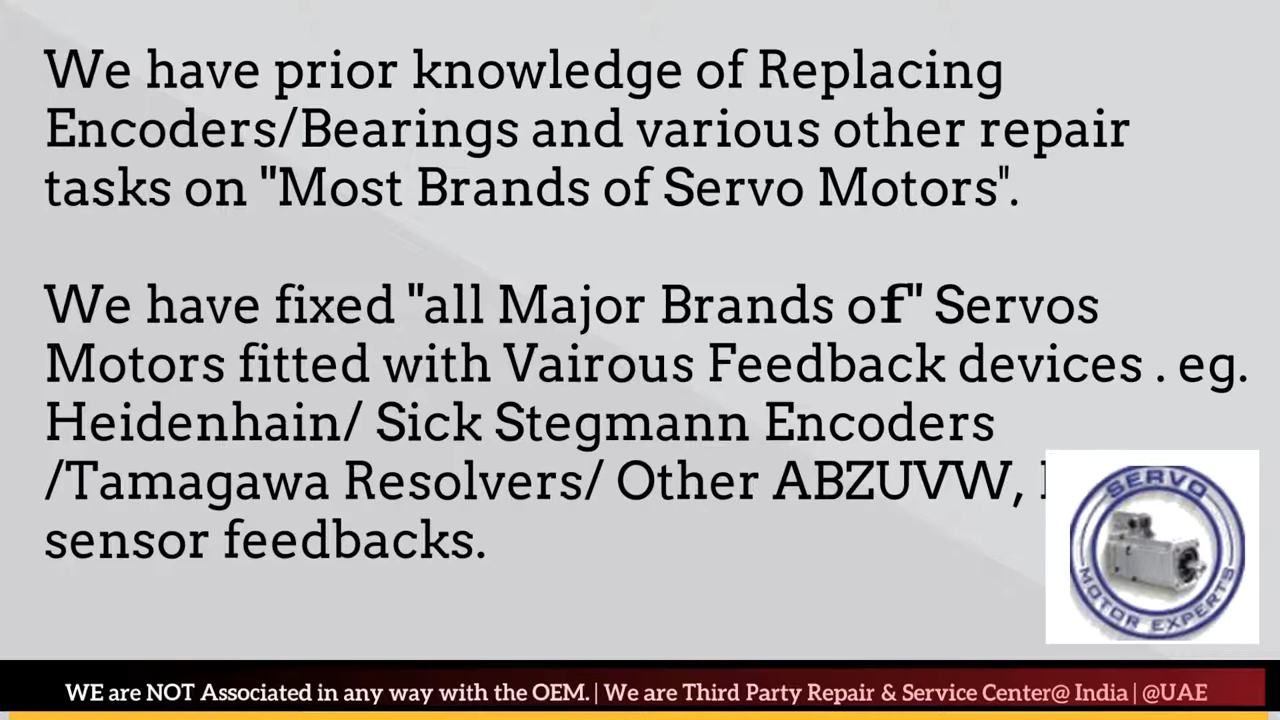 We have prior knowledge of Replacing
Encoders/Bearings and various other repair
tasks on "Most Brands of Servo Motors".
We have fixed "all Major Brands of" Servos
Motors fitted with Vairous Feedback devices . eg.
Heidenhain/ Sick Stegmann Encoders
/Tamagawa Resolvers/ Other ABZUVW,
sensor feedbacks.
SERVO
MOTOR EXPERTS
WE are NOT Associated in any way with the OEM. | We are Third Party Repair & Service Center@ India | @UAE